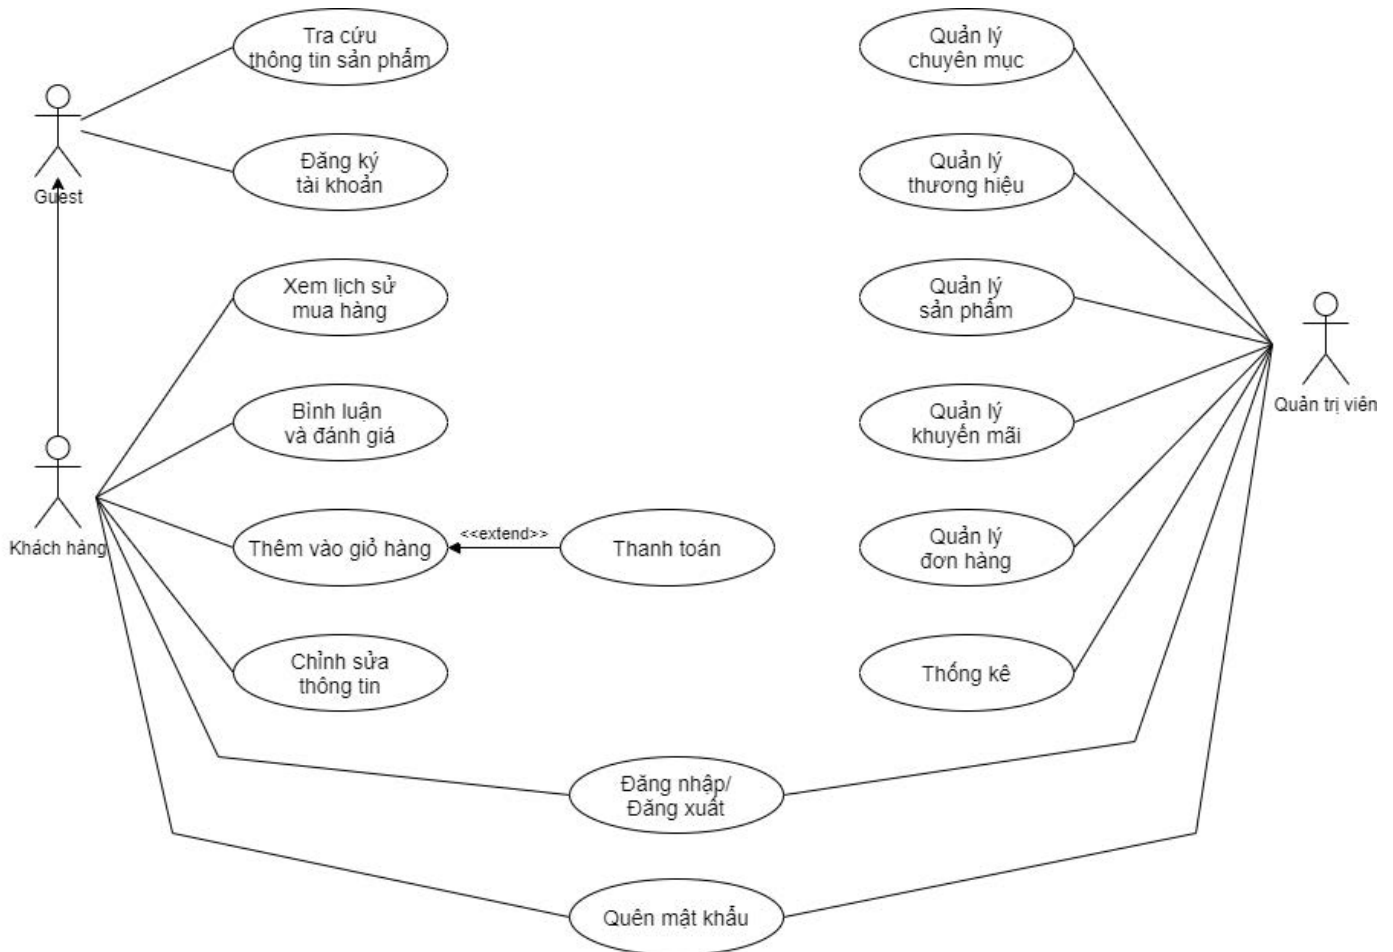 Tra cứu
thông tin sản phẩm
Quản lý
chuyên mục
Guest
Đăng ký
tài khoản
Quản lý
thương hiệu
Xem lịch sử
mua hàng
Quản lý
sản phẩm
Quản trị viên
Bình luận
và đánh giá
Quản lý
khuyến mãi
Khách hàng
Thêm vào giỏ hàng
<<extend>>
Thanh toán
Quản lý
đơn hàng
Chỉnh sửa
thông tin
Thống kê
Đăng nhập/
Đăng xuất
Quên mật khẩu